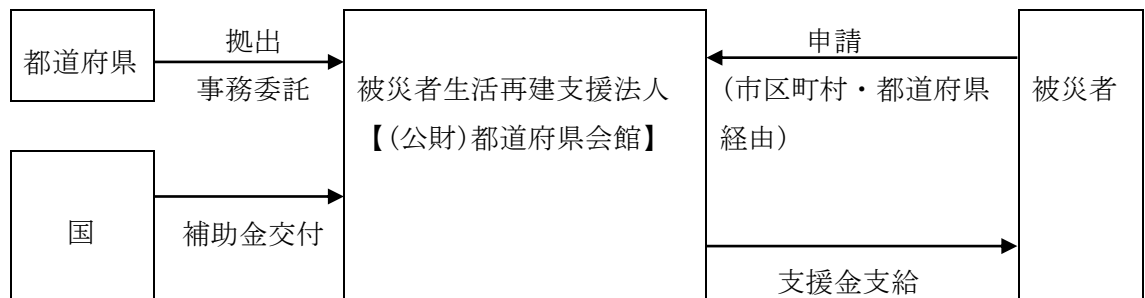 都道府県
拠出
事務委託
被災者生活再建支援法人
【(公財)都道府県会館】
申請
(市区町村・都道府県
経由)
被災者
国
補助金交付
支援金支給